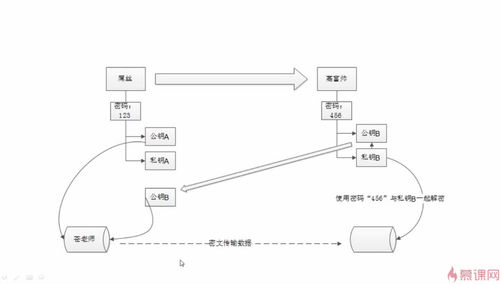 屌丝
高富帅
密码：
123
密码：
456
公钥A
私钥A
公钥B
私钥B
公钥B
使用密码“456”与私钥B一起解密
苍老师
密文传输数据
慕课网